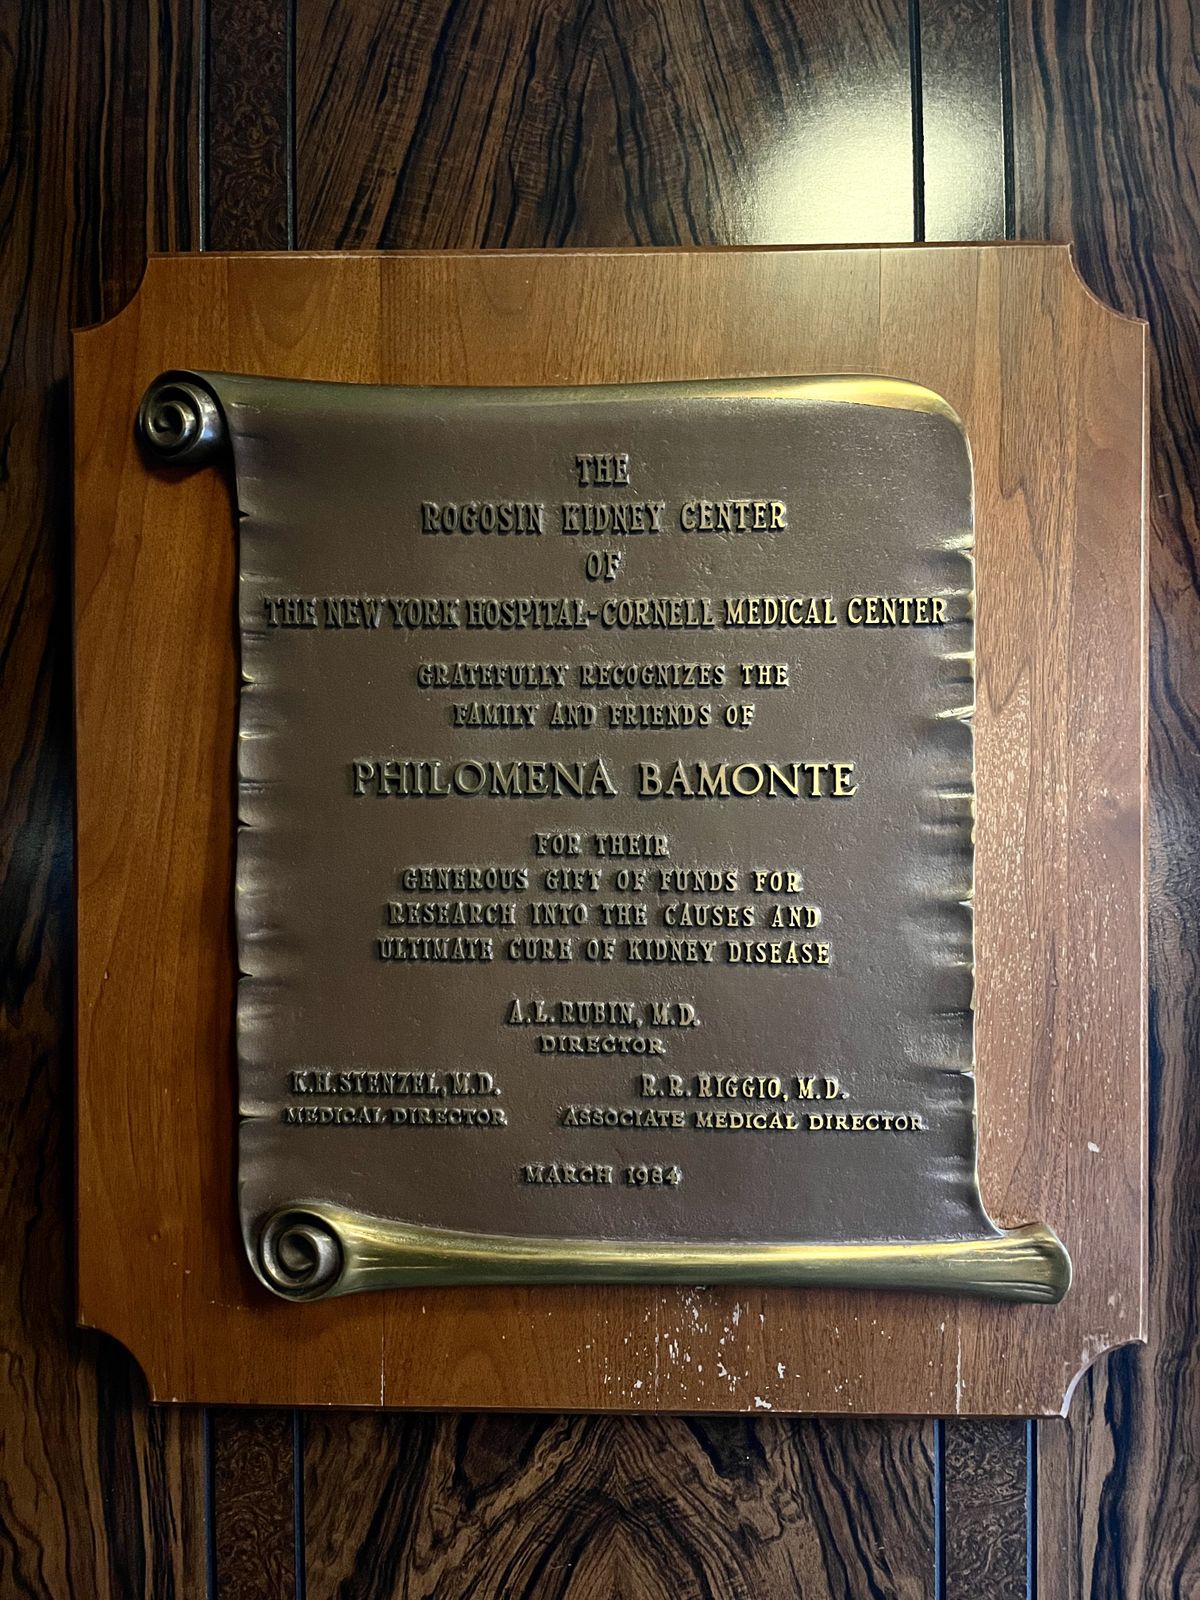 THE
ROGOSIN KIDNEY CENTER
OF
THE NEW YORK HOSPITAL-CORNELL MEDICAL CENTER
GRATEFULLY RECOGNIZES THE
FAMILY AND FRIENDS OF
PHILOMENA BAMONTE
FOR THEIR
GENEROUS GIFT OF FUNDS FOR
RESEARCH INTO THE CAUSES AND
ULTIMATE CURE OF KIDNEY DISEASE
A.L. RUBIN, M.D.
DIRECTOR
K.H. STENZEL, M.D. R.R. RIGGIO, M.D.
MEDICAL DIRECTOR ASSOCIATE MEDICAL DIRECTOR
MARCH 1984